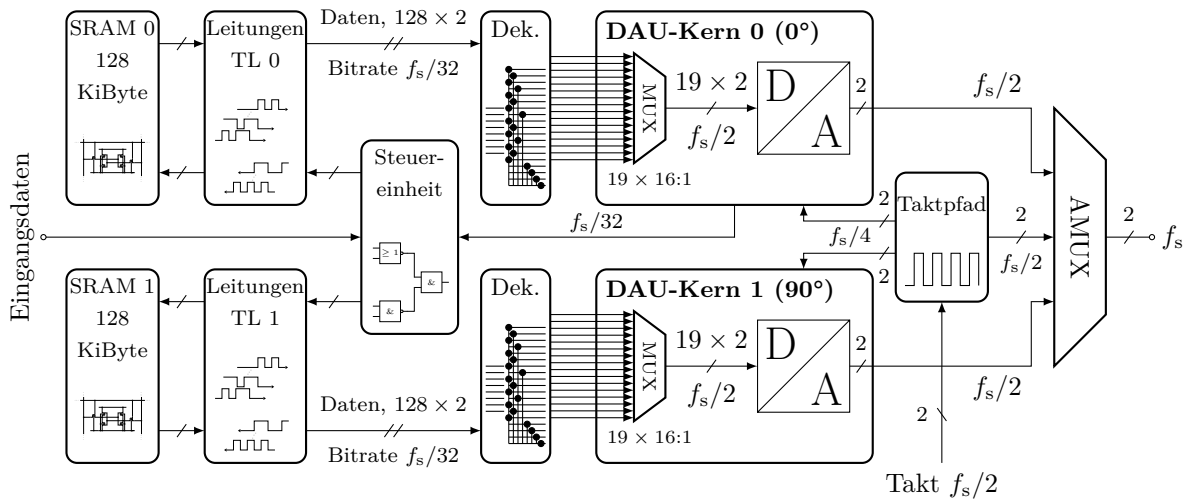 SRAM 0
128
KiByte
Leitungen
TL 0
Daten, 128 × 2
Bitrate fs/32
Dek.
DAU-Kern 0 (0°)
MUX
19 × 16:1
19 × 2
fs/2
D
A
2
fs/2
Steuer-
einheit
≥ 1
&
&
Eingangsdaten
fs/32
2
fs/4
2
Taktpfad
2
fs/2
AMUX
2
fs
SRAM 1
128
KiByte
Leitungen
TL 1
Daten, 128 × 2
Bitrate fs/32
Dek.
DAU-Kern 1 (90°)
MUX
19 × 16:1
19 × 2
fs/2
D
A
2
fs/2
2
Takt fs/2